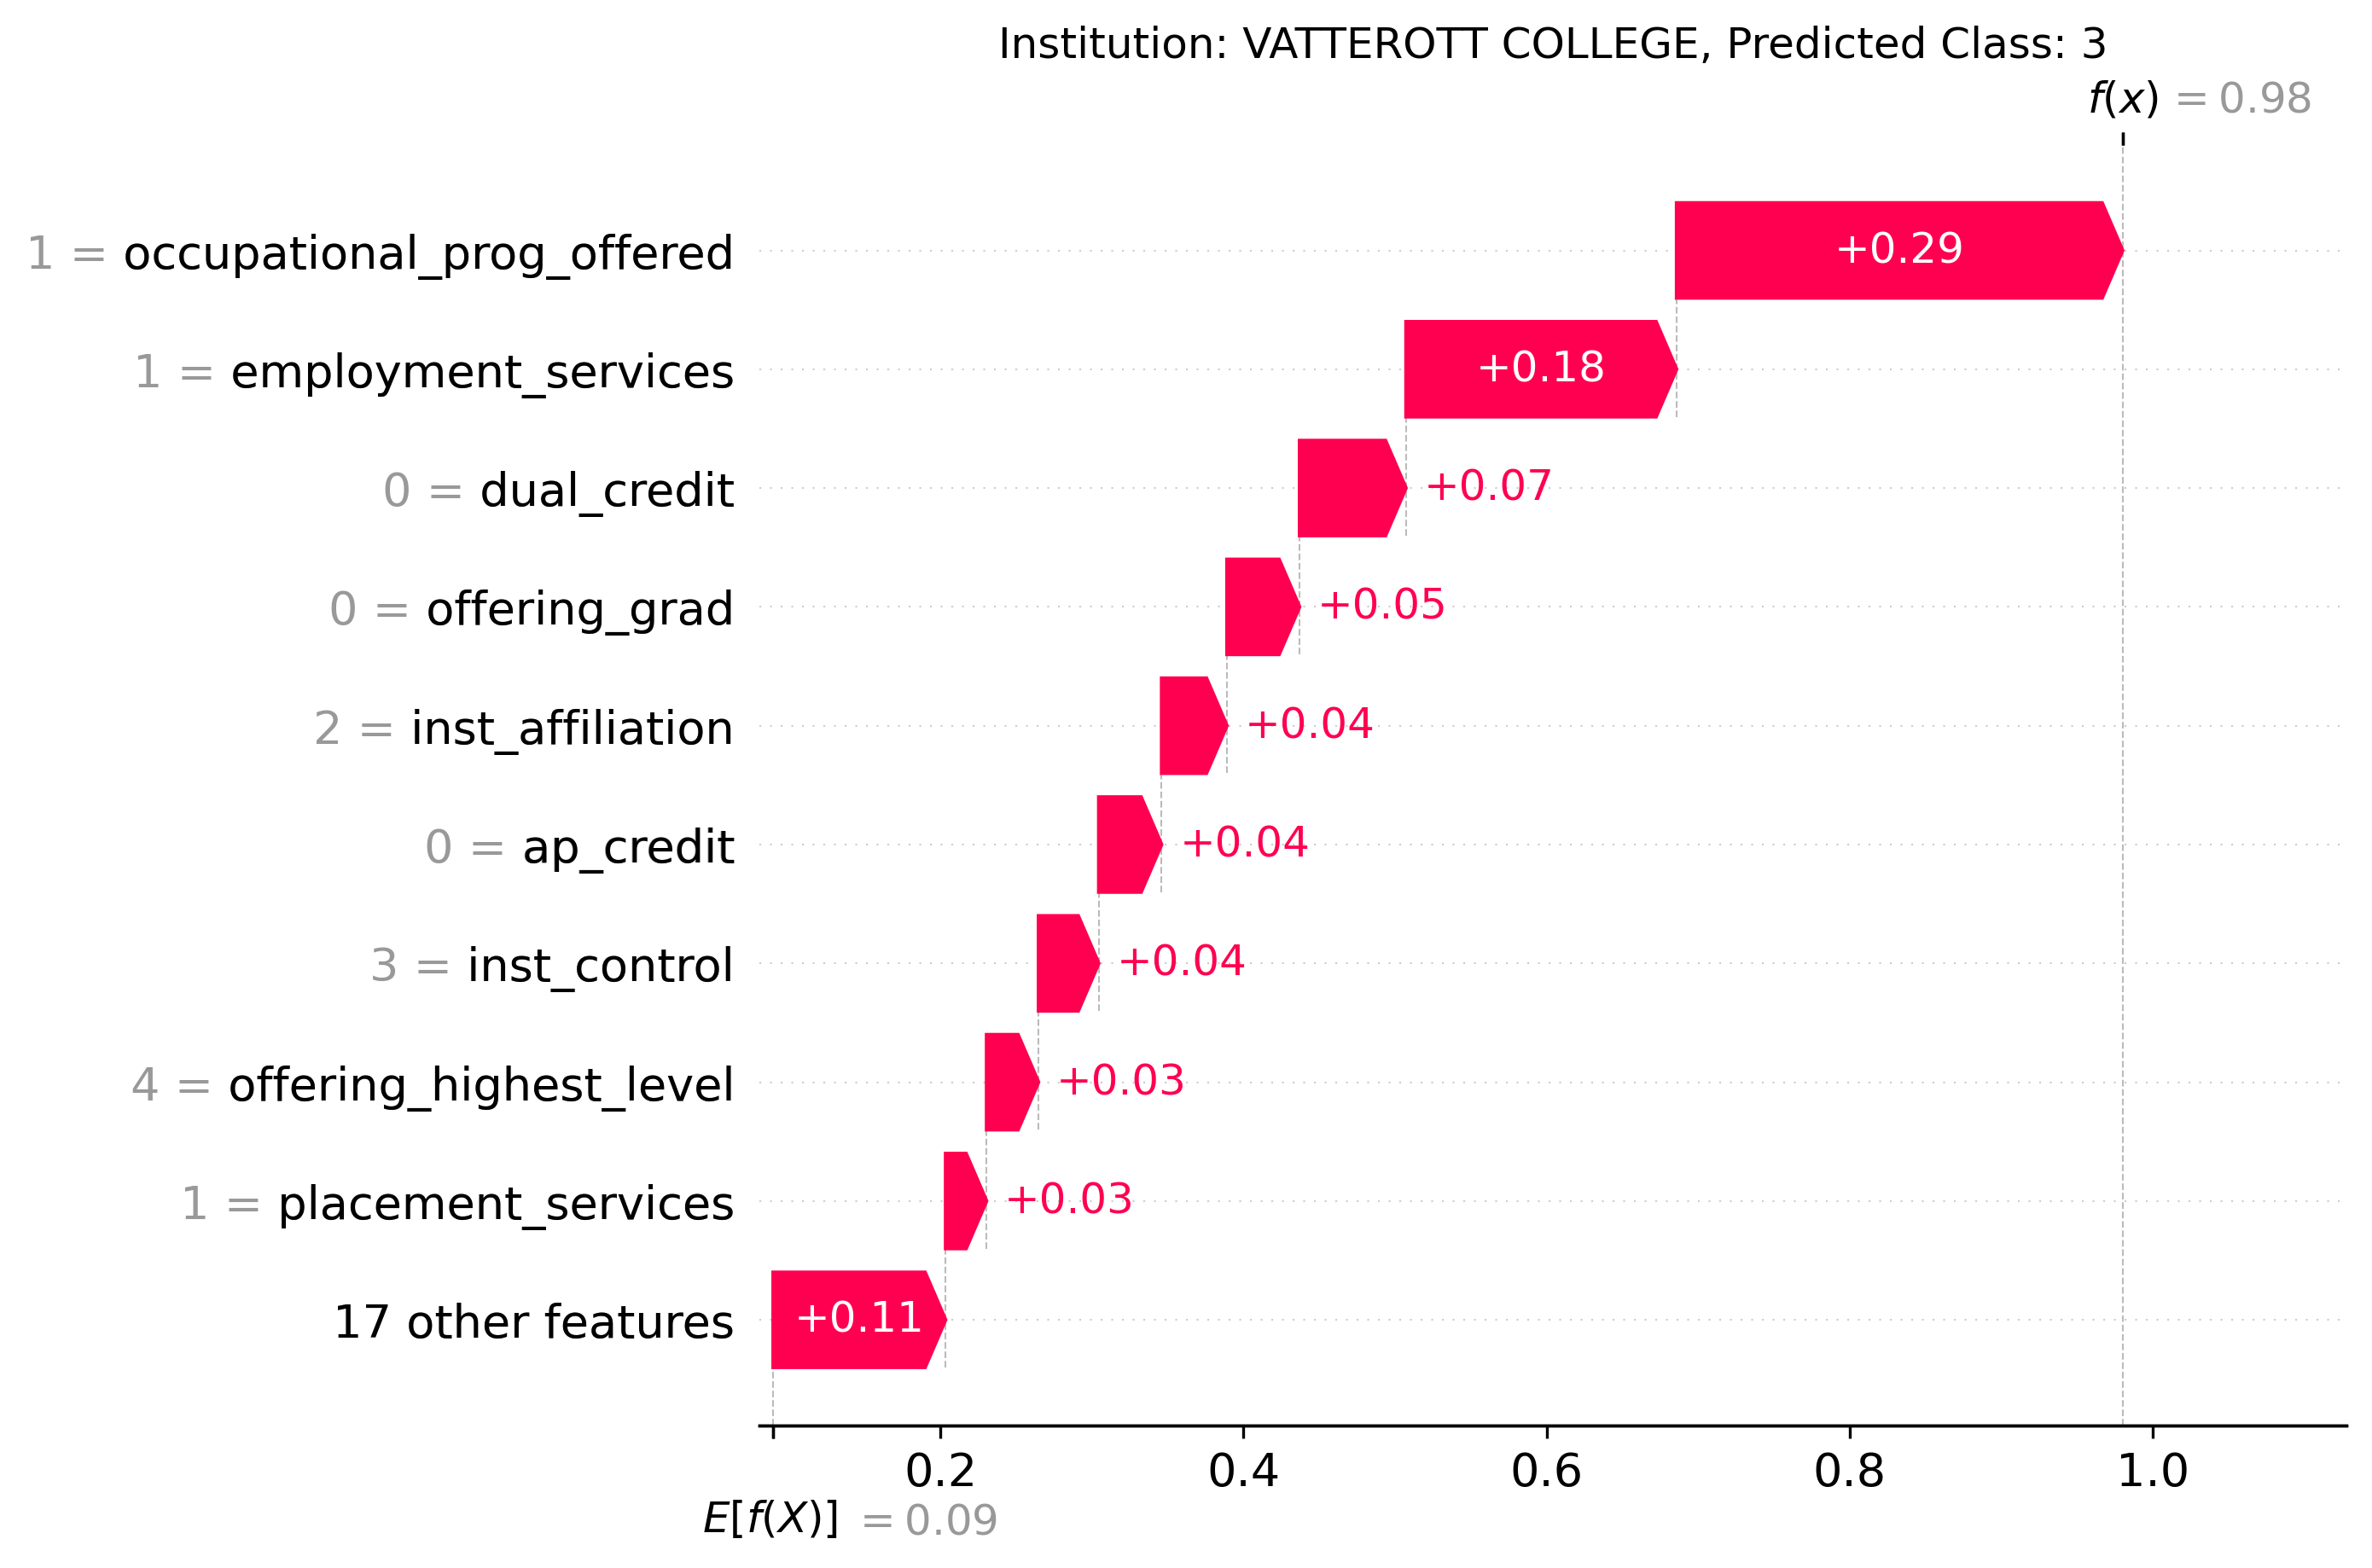 Institution: VATTEROTT COLLEGE, Predicted Class: 3
f(x) = 0.98
1 = occupational_prog_offered +0.29
1 = employment_services +0.18
0 = dual_credit +0.07
0 = offering_grad +0.05
2 = inst_affiliation +0.04
0 = ap_credit +0.04
3 = inst_control +0.04
4 = offering_highest_level +0.03
1 = placement_services +0.03
17 other features +0.11
0.2 0.4 0.6 0.8 1.0
E[f(X)] = 0.09